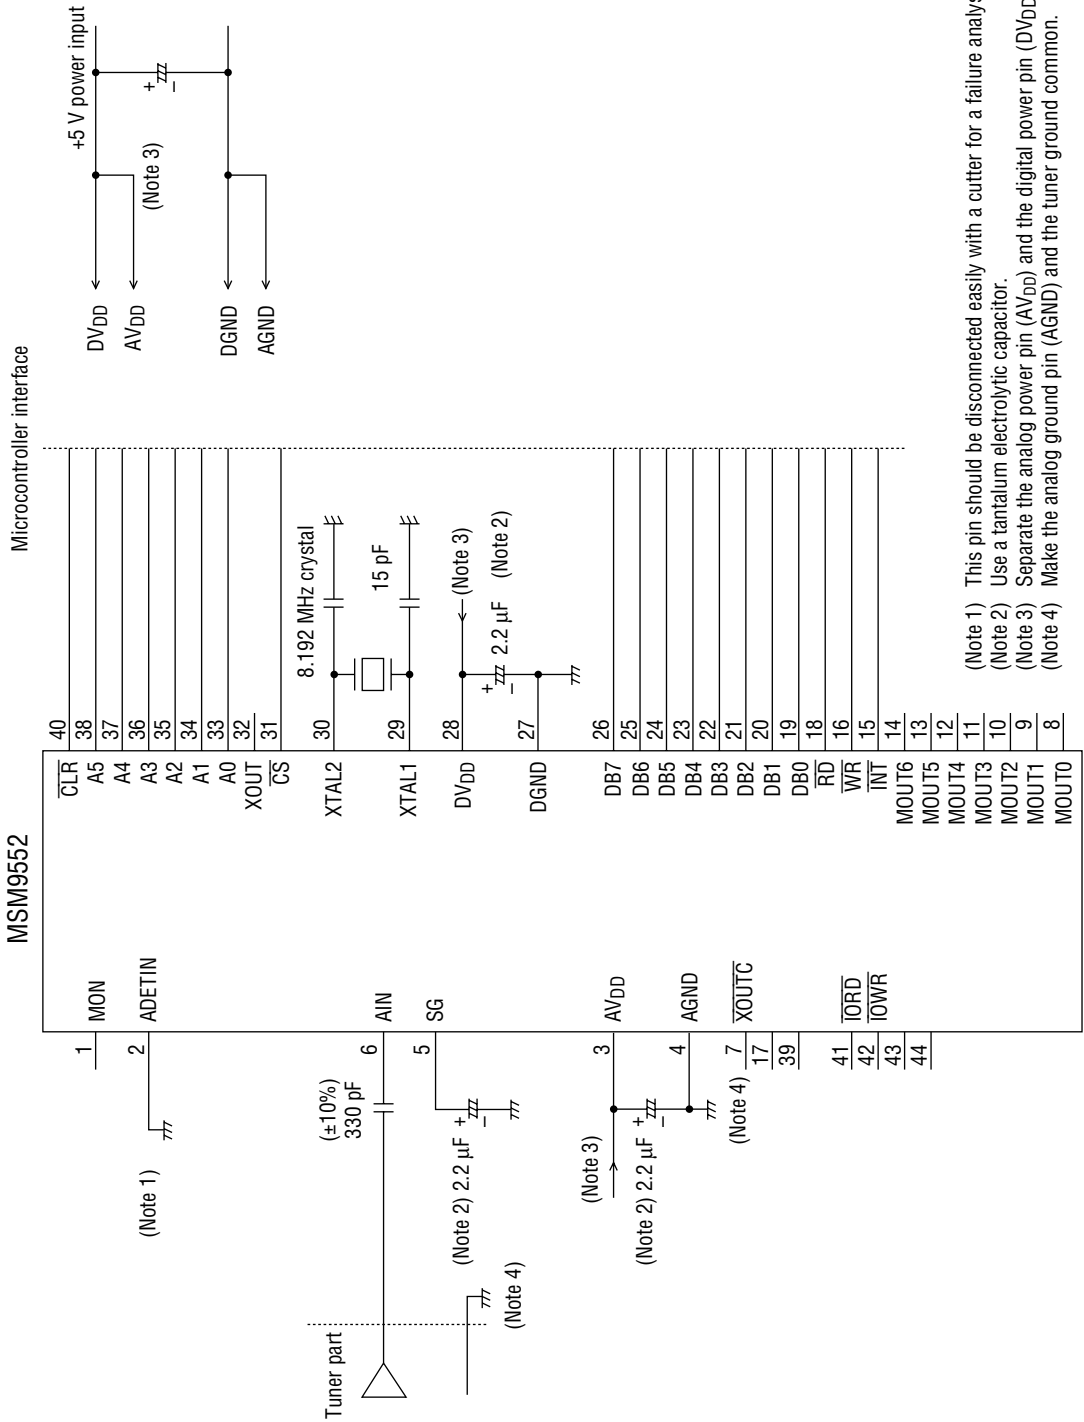 MSM9552
Microcontroller interface
Tuner part
(Note 4)
(±10%)
330 pF
(Note 2) 2.2 µF
+
−
(Note 1)
(Note 3)
(Note 2) 2.2 µF
+
−
(Note 4)
1 MON
2 ADETIN
6 AIN
5 SG
3 AVDD
4 AGND
7 XOUTC
17
39
41 IORD
42 IOWR
43
44
CLR 40
A5 38
A4 37
A3 36
A2 35
A1 34
A0 33
XOUT 32
CS 31
XTAL2 30
XTAL1 29
DVDD 28
DGND 27
DB7 26
DB6 25
DB5 24
DB4 23
DB3 22
DB2 21
DB1 20
DB0 19
RD 18
WR 16
INT 15
MOUT6 14
MOUT5 13
MOUT4 12
MOUT3 11
MOUT2 10
MOUT1 9
MOUT0 8
8.192 MHz crystal
15 pF
(Note 3)
+
−
2.2 µF (Note 2)
DVDD
AVDD
(Note 3)
DGND
AGND
+5 V power input
+
−
(Note 1) This pin should be disconnected easily with a cutter for a failure
(Note 2) Use a tantalum electrolytic capacitor.
(Note 3) Separate the analog power pin (AVDD) and the digital power pin (DVDD
(Note 4) Make the analog ground pin (AGND) and the tuner ground common.